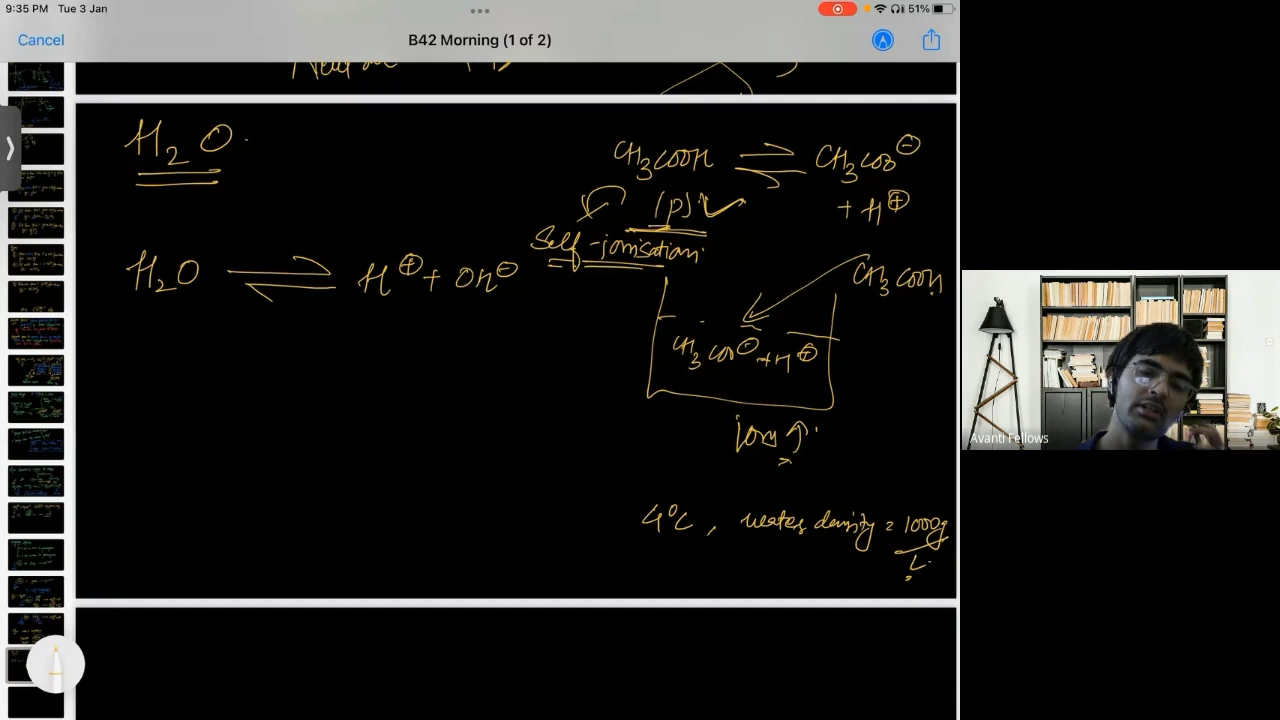 9:35 PM Tue 3 Jan
51%
Cancel
B42 Morning (1 of 2)
H₂O
CH₃COOH ⇌ CH₃COO⊖
+ H⊕
(p) ✓
Self-ionisation
H₂O ⇌ H⊕ + OH⊖
CH₃COOH
CH₃COO⊖ + H⊕
ions ↑
4°C, water density = 1000g/L
Avanti Fellows